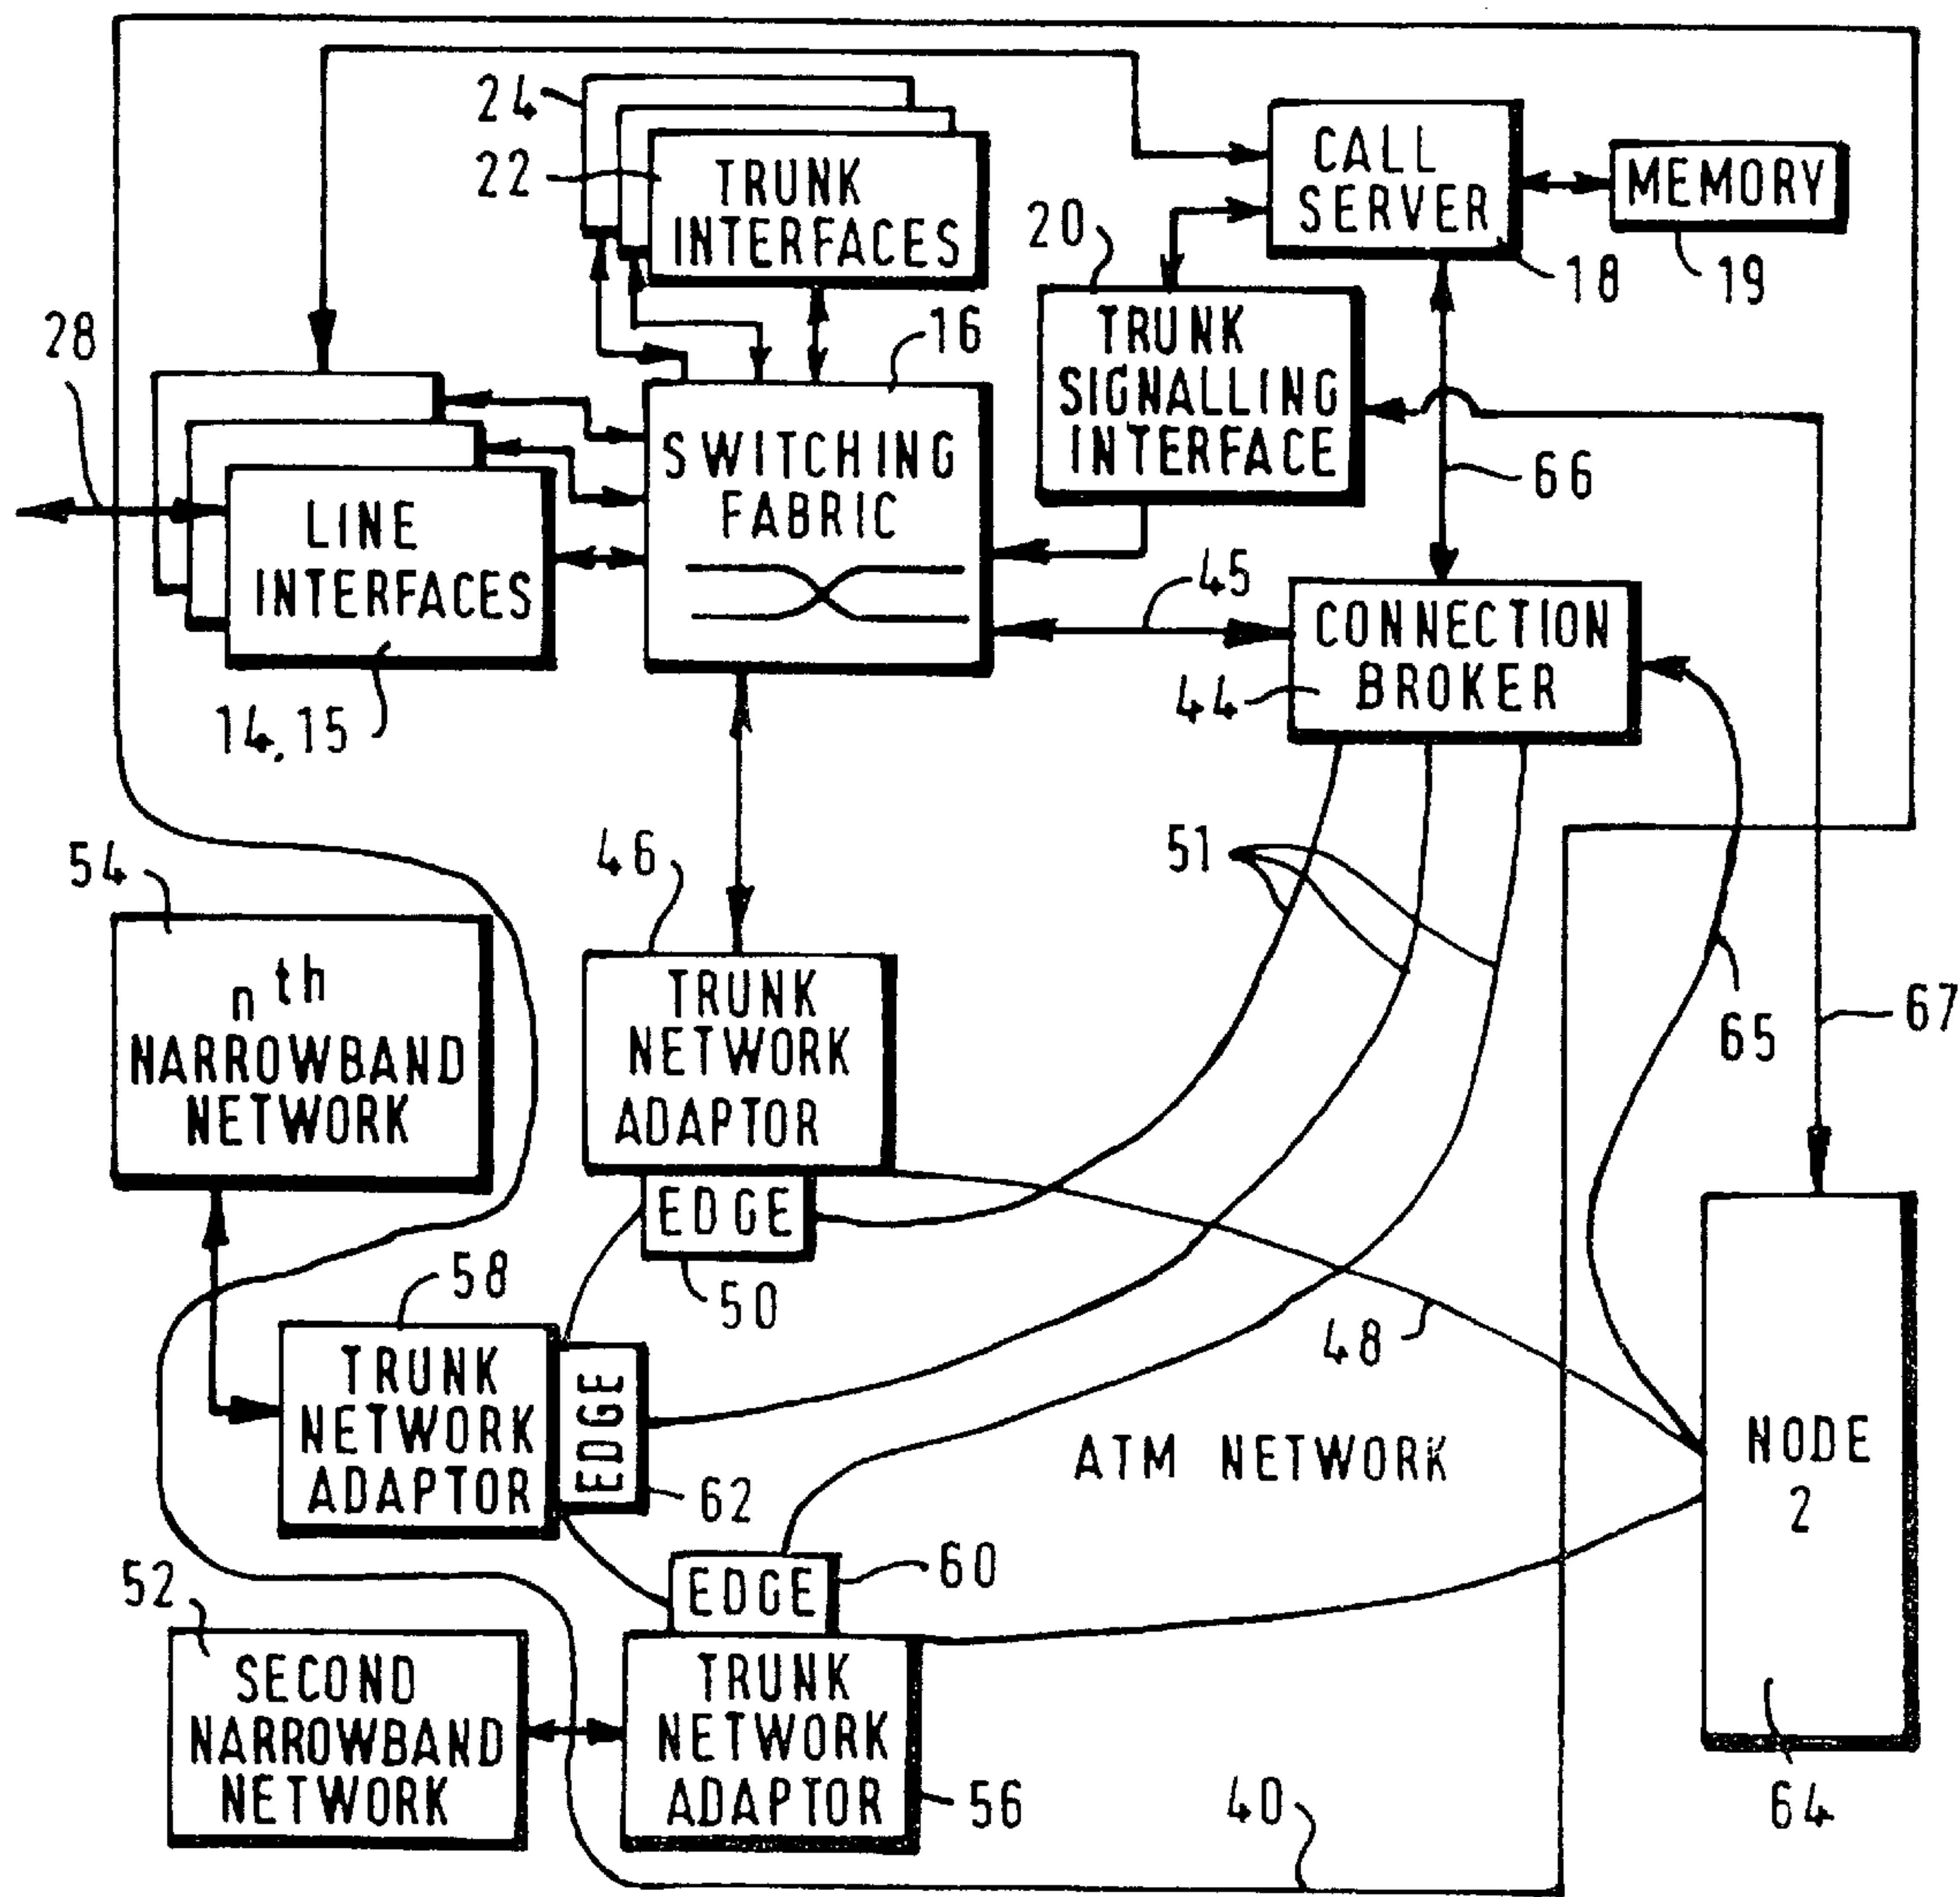 24
22
TRUNK
INTERFACES
CALL
SERVER
MEMORY
20
18
19
28
16
TRUNK
SIGNALLING
INTERFACE
SWITCHING
FABRIC
66
LINE
INTERFACES
45
CONNECTION
BROKER
44
14,15
54
46
51
nth
NARROWBAND
NETWORK
TRUNK
NETWORK
ADAPTOR
65
67
EDGE
50
58
48
TRUNK
NETWORK
ADAPTOR
EDGE
62
ATM NETWORK
NODE
2
52
EDGE
60
SECOND
NARROWBAND
NETWORK
TRUNK
NETWORK
ADAPTOR
56
40
64